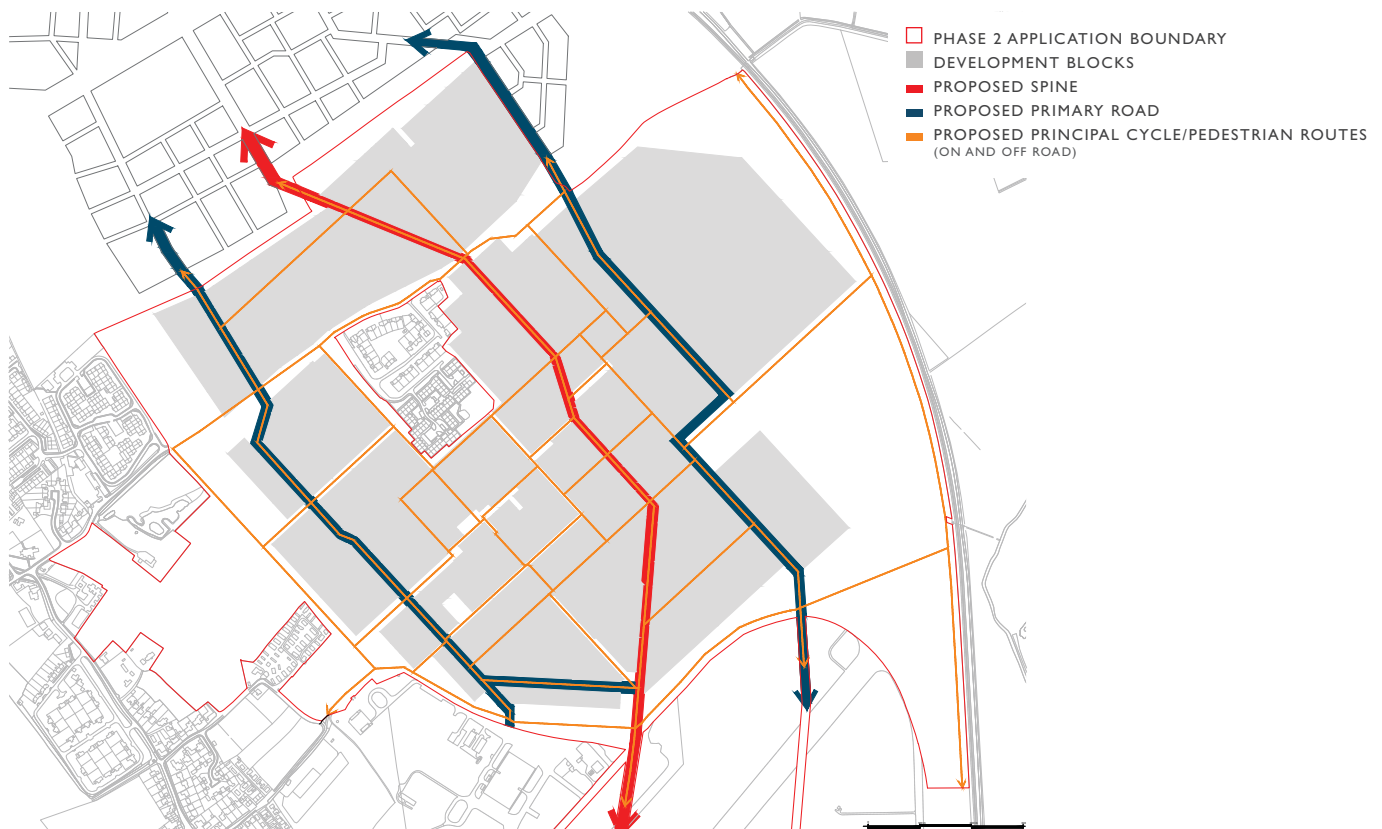 PHASE 2 APPLICATION BOUNDARY
DEVELOPMENT BLOCKS
PROPOSED SPINE
PROPOSED PRIMARY ROAD
PROPOSED PRINCIPAL CYCLE/PEDESTRIAN ROUTES
(ON AND OFF ROAD)